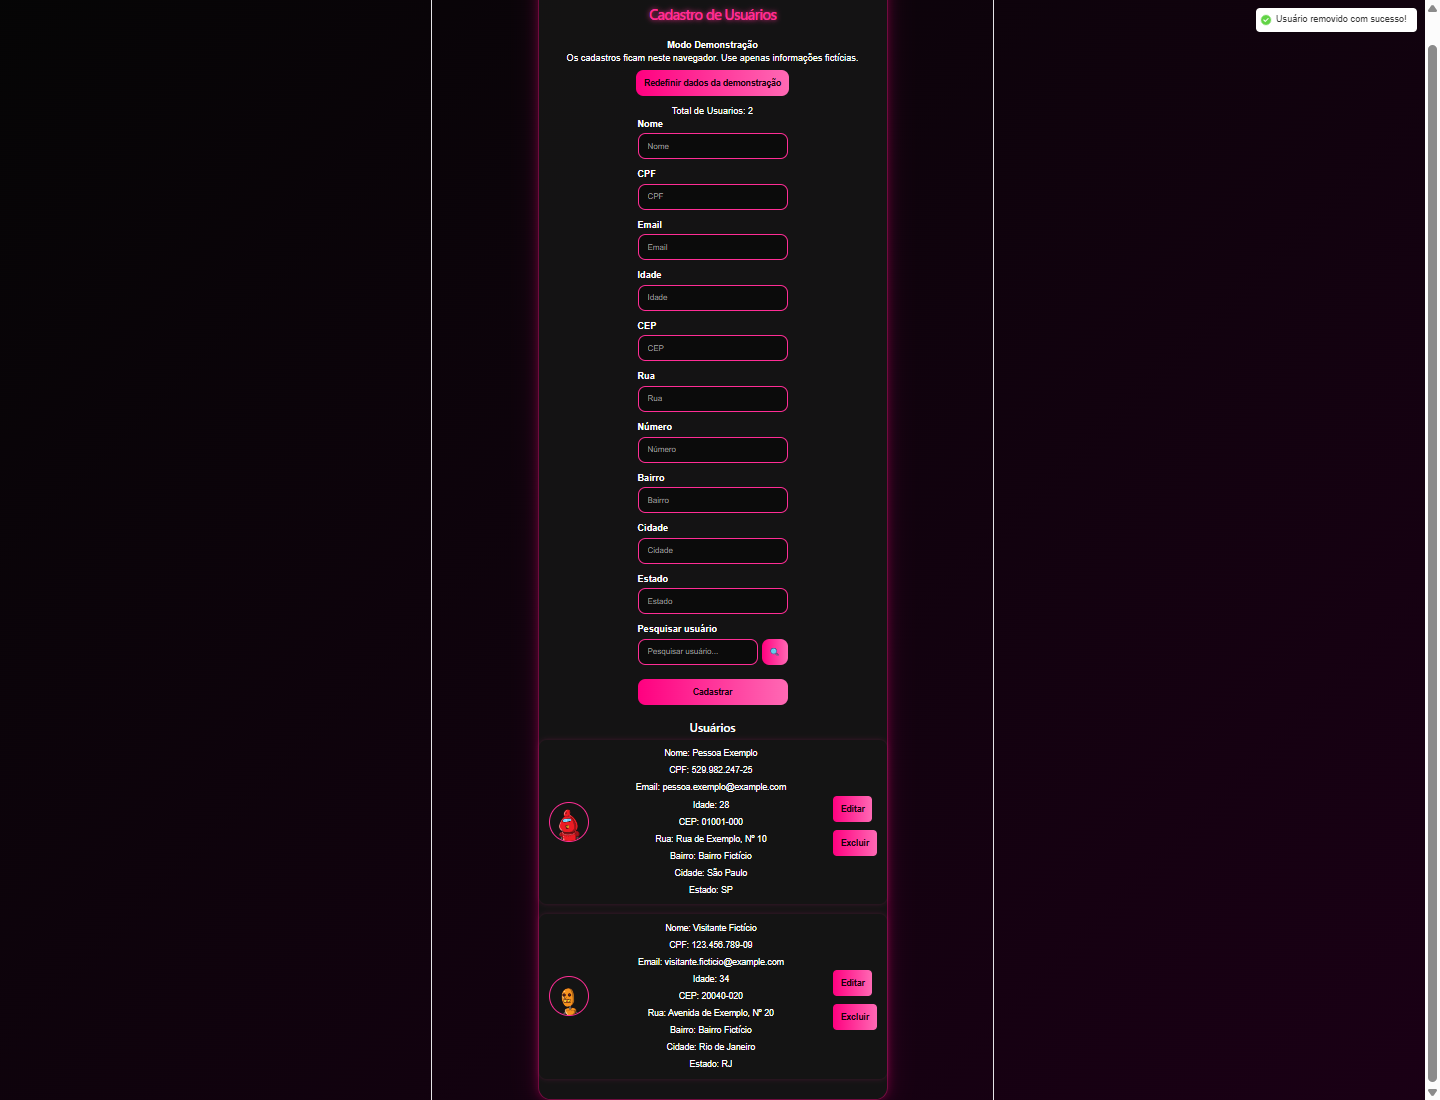 Cadastro de Usuários
Usuário removido com sucesso!
Modo Demonstração
Os cadastros ficam neste navegador. Use apenas informações fictícias.
Redefinir dados da demonstração
Total de Usuarios: 2
Nome
Nome
CPF
CPF
Email
Email
Idade
Idade
CEP
CEP
Rua
Rua
Número
Número
Bairro
Bairro
Cidade
Cidade
Estado
Estado
Pesquisar usuário
Pesquisar usuário...
Cadastrar
Usuários
Nome: Pessoa Exemplo
CPF: 529.982.247-25
Email: pessoa.exemplo@example.com
Idade: 28
CEP: 01001-000
Rua: Rua de Exemplo, Nº 10
Bairro: Bairro Fictício
Cidade: São Paulo
Estado: SP
Editar
Excluir
Nome: Visitante Fictício
CPF: 123.456.789-09
Email: visitante.ficticio@example.com
Idade: 34
CEP: 20040-020
Rua: Avenida de Exemplo, Nº 20
Bairro: Bairro Fictício
Cidade: Rio de Janeiro
Estado: RJ
Editar
Excluir